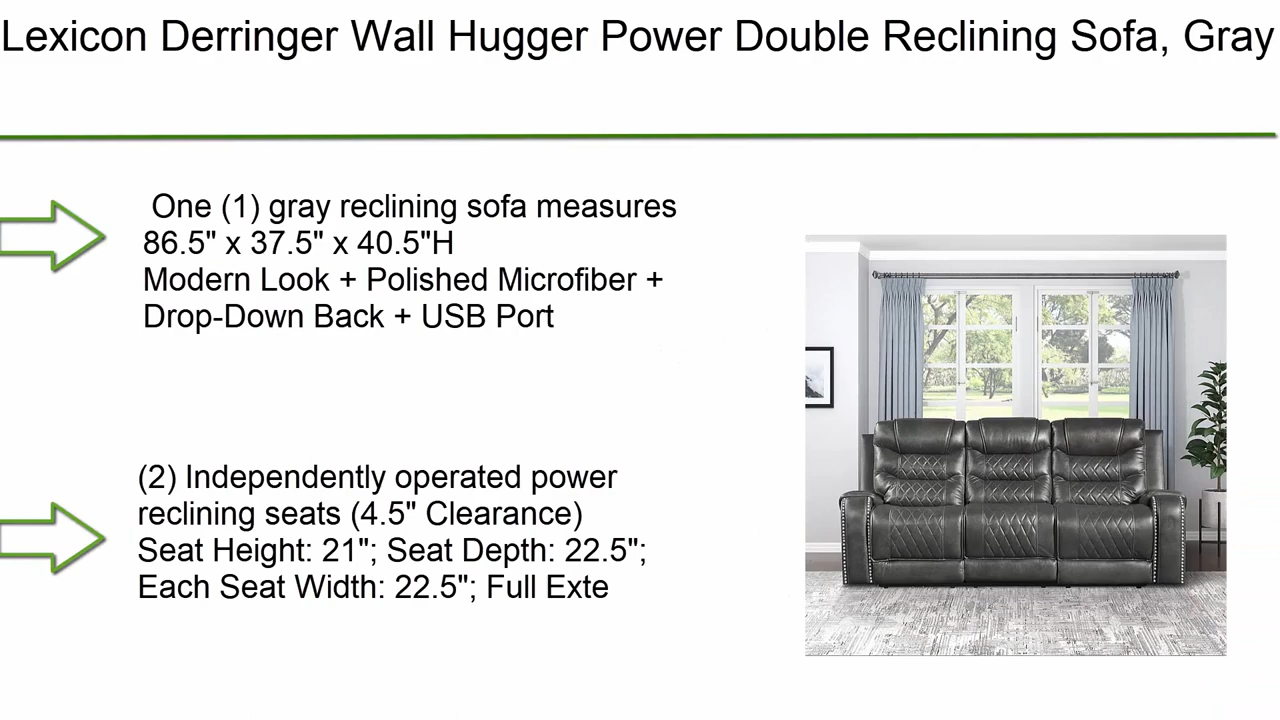 Lexicon Derringer Wall Hugger Power Double Reclining Sofa, Gray
One (1) gray reclining sofa measures
86.5" x 37.5" x 40.5"H
Modern Look + Polished Microfiber +
Drop-Down Back + USB Port
(2) Independently operated power
reclining seats (4.5" Clearance)
Seat Height: 21"; Seat Depth: 22.5";
Each Seat Width: 22.5"; Full Exte